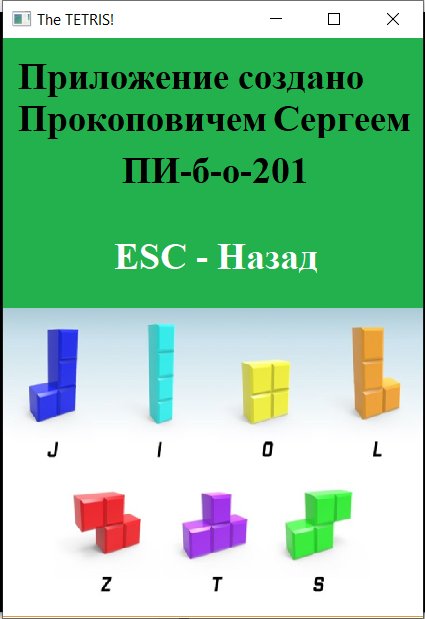 The TETRIS!
Приложение создано
Прокоповичем Сергеем
ПИ-б-о-201
ESC - Назад
J I O L
Z T S